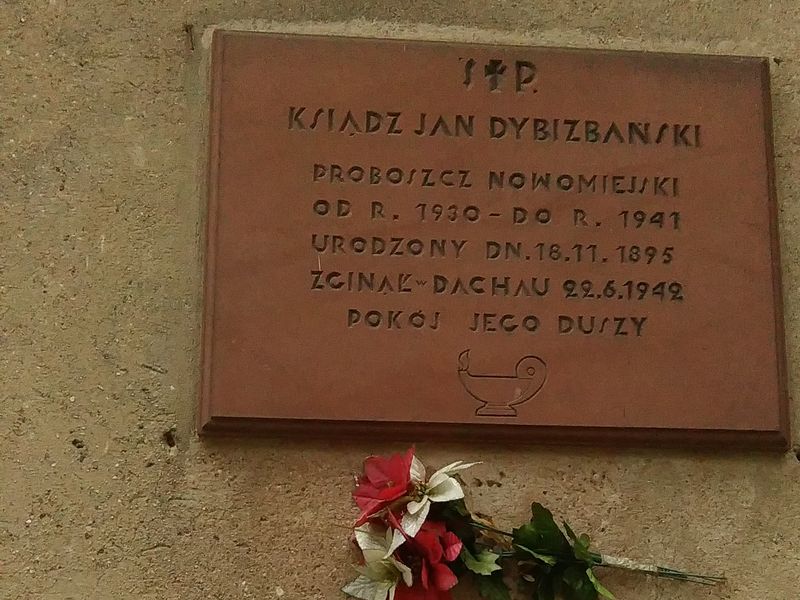 Ś✝P.
KSIĄDZ JAN DYBIZBAŃSKI
PROBOSZCZ NOWOMIEJSKI
OD R. 1930 - DO R. 1941
URODZONY DN. 18.11. 1895
ZGINĄŁ W DACHAU 22.6.1942
POKÓJ JEGO DUSZY